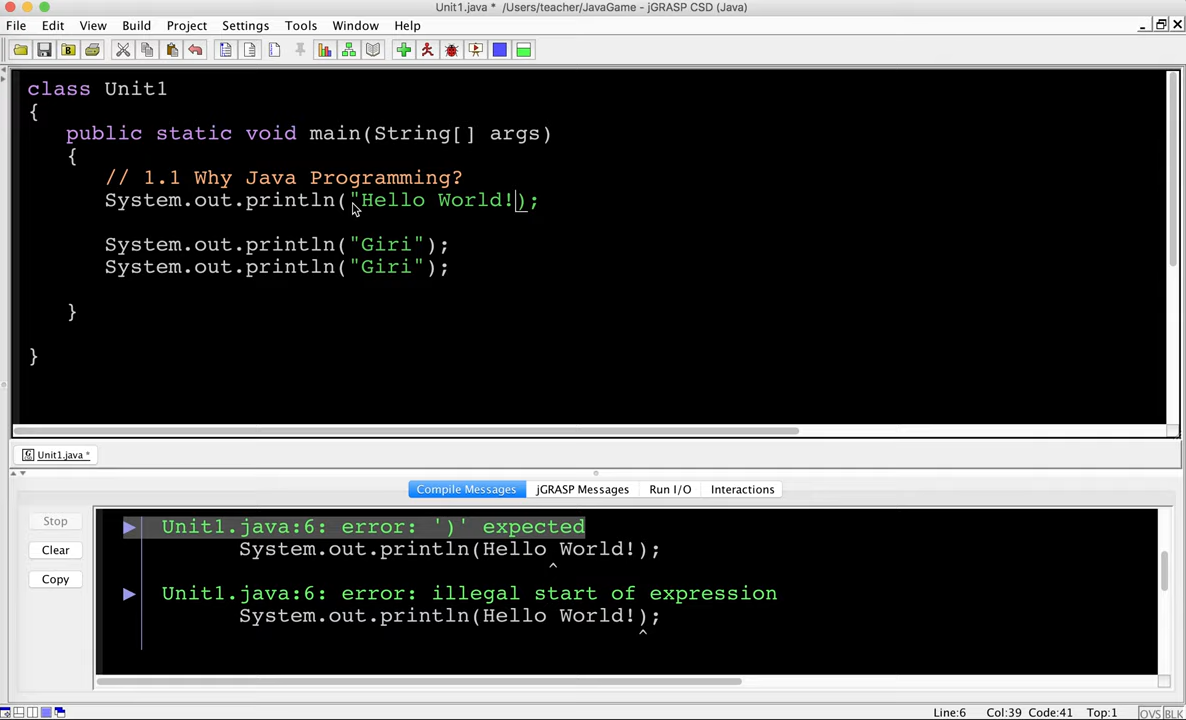 Unit1.java * /Users/teacher/JavaGame - jGRASP CSD (Java)
File Edit View Build Project Settings Tools Window Help
class Unit1
{
public static void main(String[] args)
{
// 1.1 Why Java Programming?
System.out.println("Hello World!);
System.out.println("Giri");
System.out.println("Giri");
}
}
Unit1.java *
Compile Messages jGRASP Messages Run I/O Interactions
Stop
Clear
Copy
Unit1.java:6: error: ')' expected
System.out.println(Hello World!);
^
Unit1.java:6: error: illegal start of expression
System.out.println(Hello World!);
^
Line:6 Col:39 Code:41 Top:1 OVS BLK